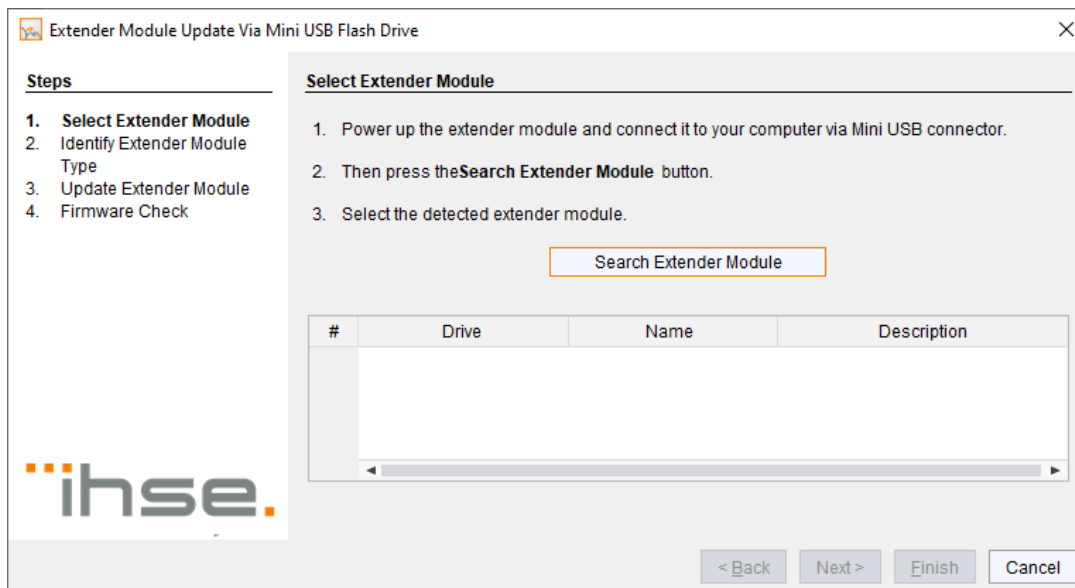 Extender Module Update Via Mini USB Flash Drive
Steps
1. Select Extender Module
2. Identify Extender Module
Type
3. Update Extender Module
4. Firmware Check
Select Extender Module
1. Power up the extender module and connect it to your computer via Mini USB connector.
2. Then press theSearch Extender Module button.
3. Select the detected extender module.
Search Extender Module
# Drive Name Description
ihse.
< Back Next > Finish Cancel